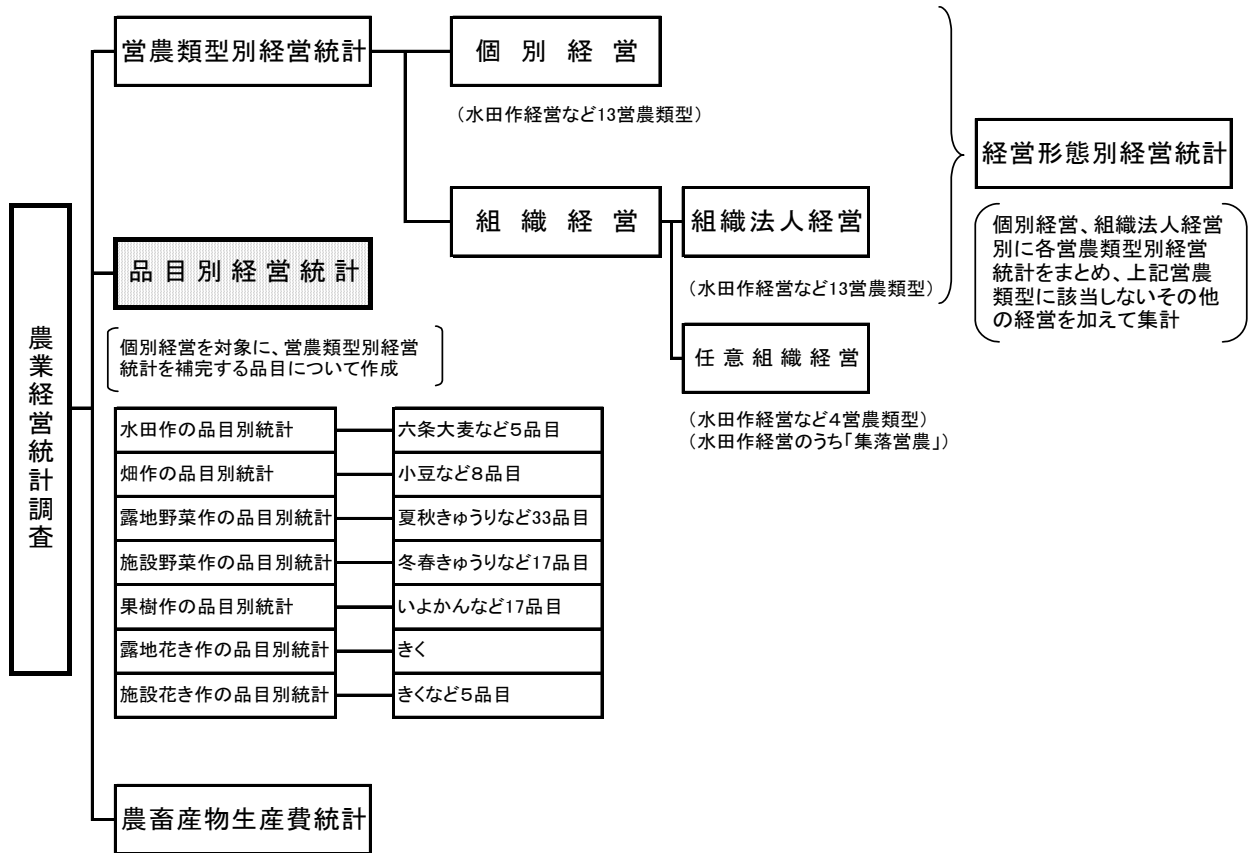 農業経営統計調査
営農類型別経営統計
個別経営
（水田作経営など13営農類型）
組織経営
組織法人経営
（水田作経営など13営農類型）
任意組織経営
（水田作経営など４営農類型）
（水田作経営のうち「集落営農」）
経営形態別経営統計
個別経営、組織法人経営
別に各営農類型別経営
統計をまとめ、上記営農
類型に該当しないその他
の経営を加えて集計
品目別経営統計
個別経営を対象に、営農類型別経営
統計を補完する品目について作成
水田作の品目別統計 六条大麦など５品目
畑作の品目別統計 小豆など８品目
露地野菜作の品目別統計 夏秋きゅうりなど33品目
施設野菜作の品目別統計 冬春きゅうりなど17品目
果樹作の品目別統計 いよかんなど17品目
露地花き作の品目別統計 きく
施設花き作の品目別統計 きくなど５品目
農畜産物生産費統計